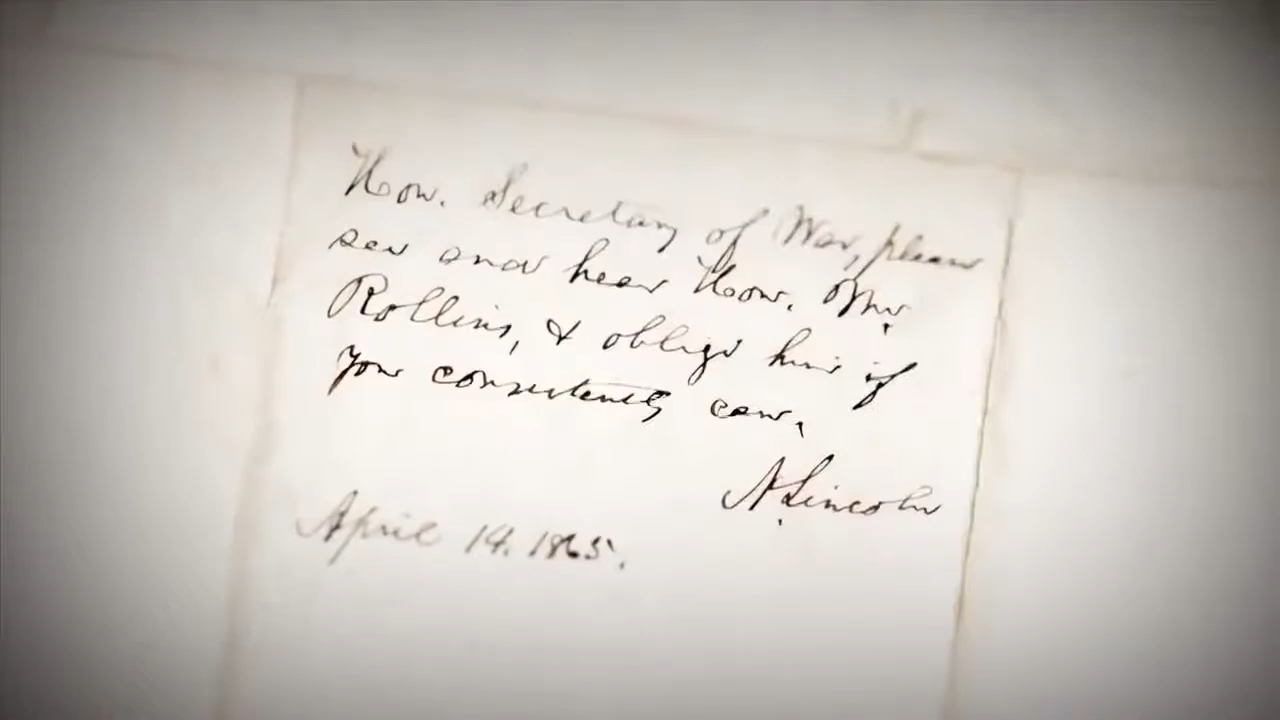 Hon. Secretary of War, please
see and hear Hon. Mr.
Rollins, & oblige him if
you consistently can.
A. Lincoln
April 14. 1865.